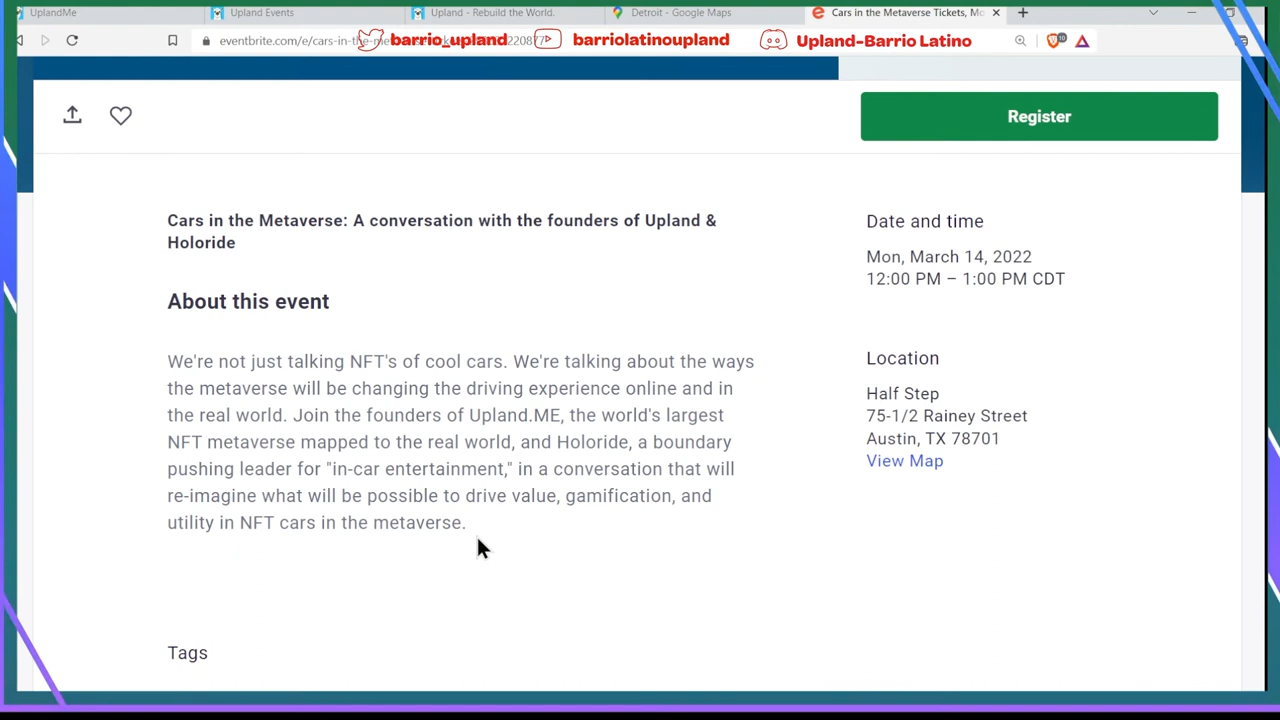 UplandMe
Upland Events
Upland - Rebuild the World.
Detroit - Google Maps
Cars in the Metaverse Tickets, Mo
eventbrite.com/e/cars-in-the-me
barrio_upland
barriolatinoupland
Upland-Barrio Latino
Register
Cars in the Metaverse: A conversation with the founders of Upland &
Holoride
About this event
We're not just talking NFT's of cool cars. We're talking about the ways
the metaverse will be changing the driving experience online and in
the real world. Join the founders of Upland.ME, the world's largest
NFT metaverse mapped to the real world, and Holoride, a boundary
pushing leader for "in-car entertainment," in a conversation that will
re-imagine what will be possible to drive value, gamification, and
utility in NFT cars in the metaverse.
Tags
Date and time
Mon, March 14, 2022
12:00 PM – 1:00 PM CDT
Location
Half Step
75-1/2 Rainey Street
Austin, TX 78701
View Map